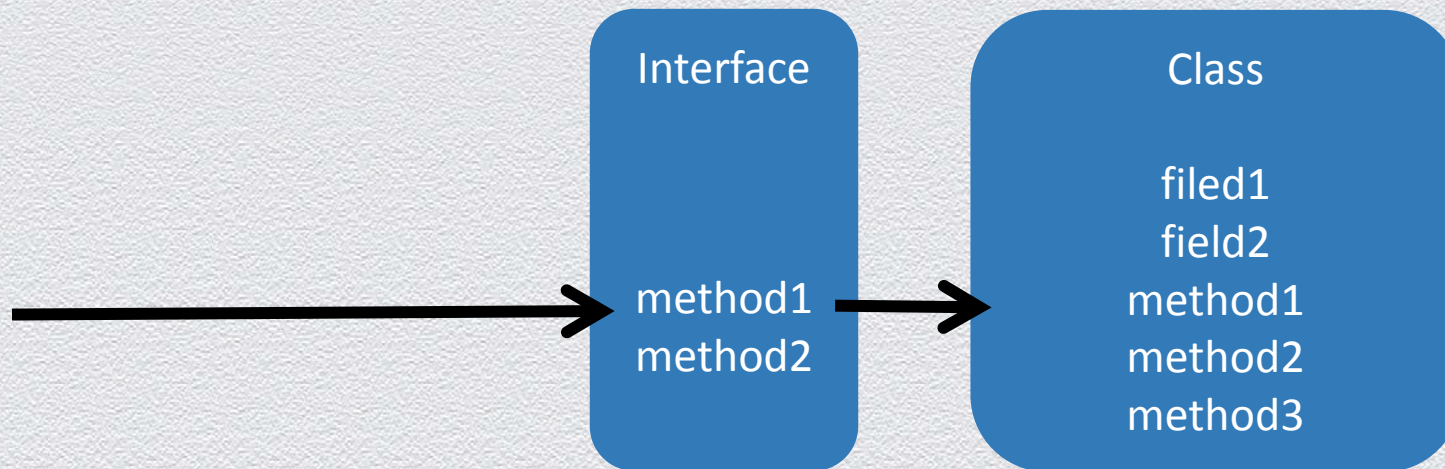 Interface
method1
method2
Class
filed1
field2
method1
method2
method3